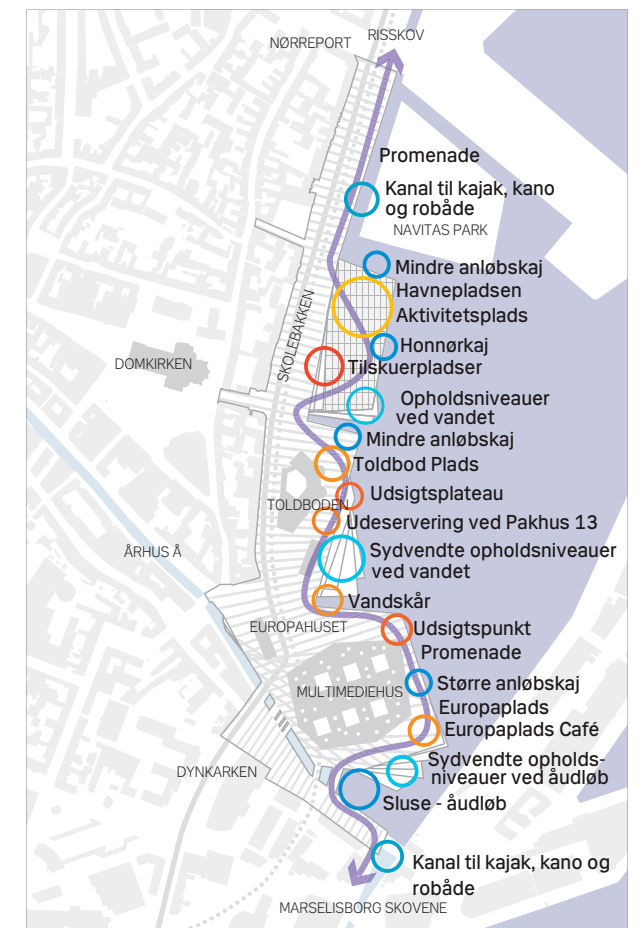 RISSKOV
NØRREPORT
Promenade
Kanal til kajak, kano
og robåde
NAVITAS PARK
Mindre anløbskaj
Havnepladsen
Aktivitetsplads
SKOLEBAKKEN
Honnørkaj
DOMKIRKEN
Tilskuerpladser
Opholdsniveauer
ved vandet
Mindre anløbskaj
Toldbod Plads
Udsigtsplateau
TOLDBODEN
Udeservering ved Pakhus 13
ÅRHUS Å
Sydvendte opholdsniveauer
ved vandet
Vandskår
EUROPAHUSET
Udsigtspunkt
Promenade
MULTIMEDIEHUS
Større anløbskaj
Europaplads
Europaplads Café
Sydvendte opholds-
niveauer ved åudløb
DYNKARKEN
Sluse - åudløb
Kanal til kajak, kano og
robåde
MARSELISBORG SKOVENE